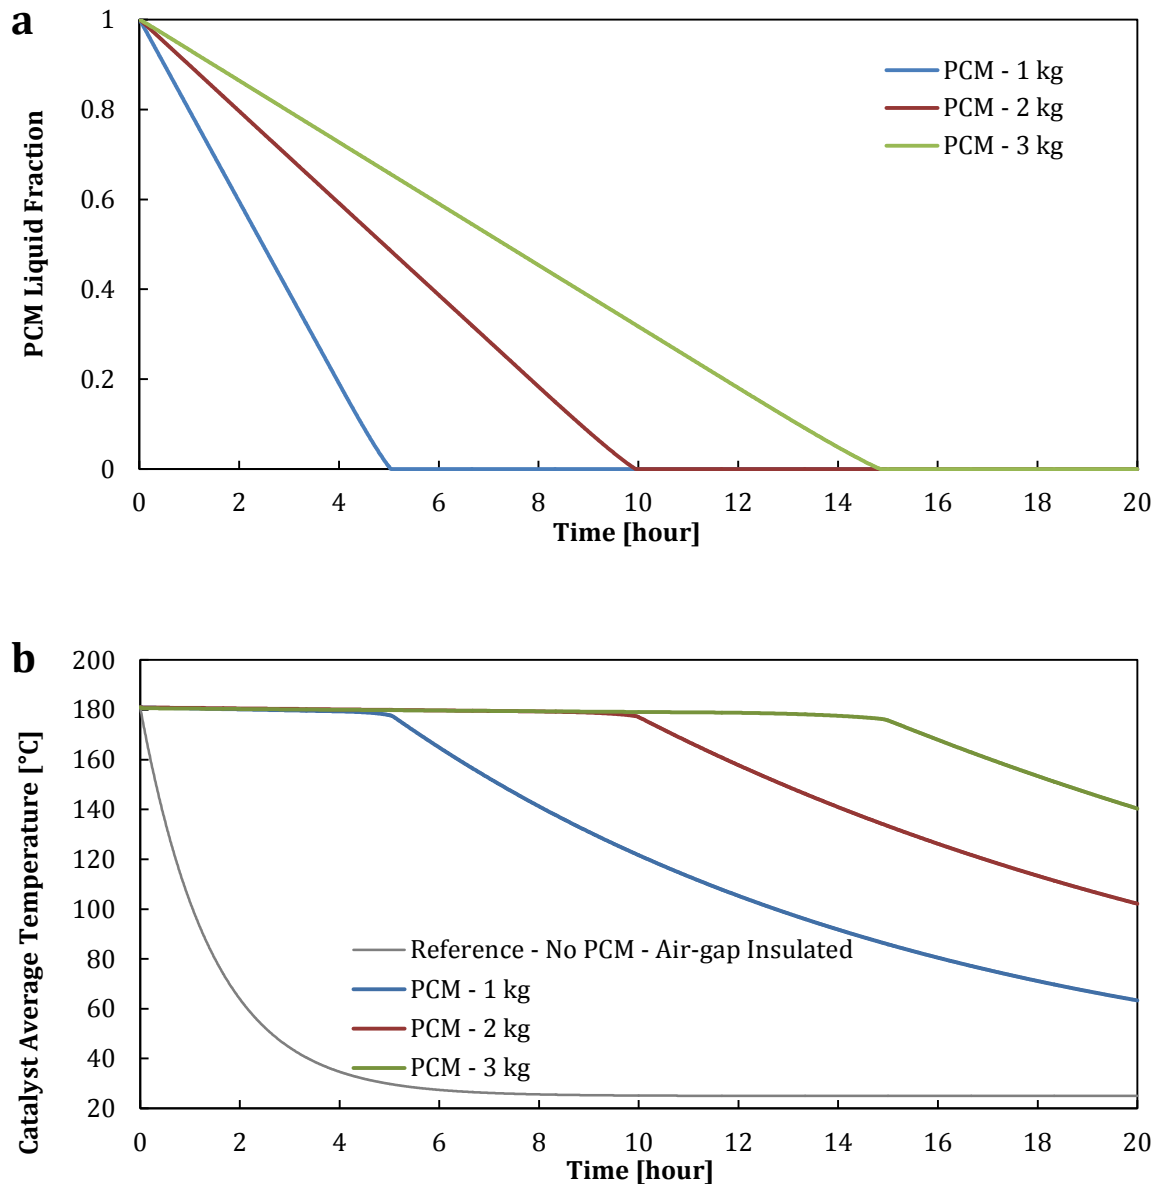 a
PCM Liquid Fraction
1
0.8
0.6
0.4
0.2
0
PCM - 1 kg
PCM - 2 kg
PCM - 3 kg
0 2 4 6 8 10 12 14 16 18 20
Time [hour]
b
Catalyst Average Temperature [°C]
200
180
160
140
120
100
80
60
40
20
Reference - No PCM - Air-gap Insulated
PCM - 1 kg
PCM - 2 kg
PCM - 3 kg
0 2 4 6 8 10 12 14 16 18 20
Time [hour]